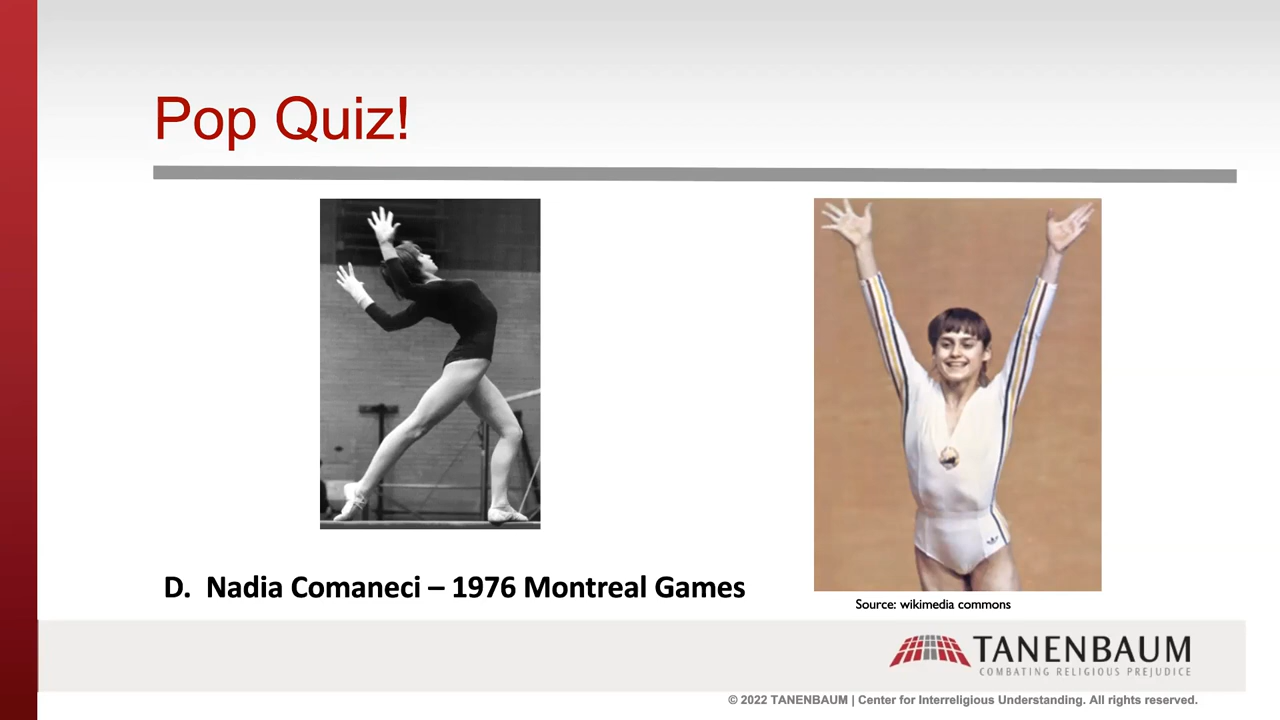 Pop Quiz!
D. Nadia Comaneci – 1976 Montreal Games
Source: wikimedia commons
TANENBAUM
COMBATING RELIGIOUS PREJUDICE
© 2022 TANENBAUM | Center for Interreligious Understanding. All rights reserved.